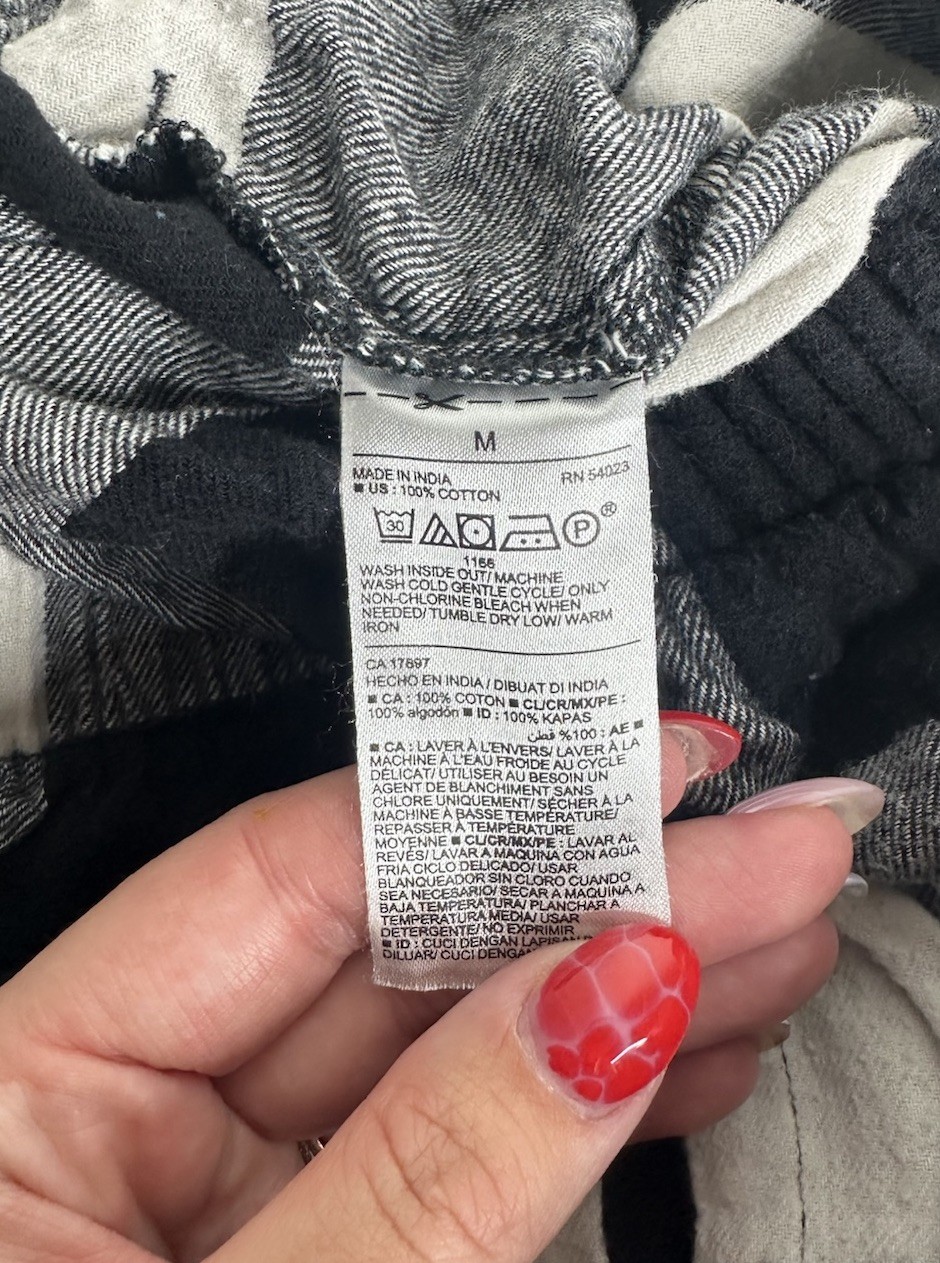 M
MADE IN INDIA RN 54023
■ US : 100% COTTON
30 P ®
1166
WASH INSIDE OUT/ MACHINE
WASH COLD GENTLE CYCLE/ ONLY
NON-CHLORINE BLEACH WHEN
NEEDED/ TUMBLE DRY LOW/ WARM
IRON
CA 17897
HECHO EN INDIA / DIBUAT DI INDIA
■ CA : 100% COTON ■ CL/CR/MX/PE :
100% algodón ■ ID : 100% KAPAS
■ AE : 100% قطن
■ CA : LAVER À L'ENVERS/ LAVER À LA
MACHINE À L'EAU FROIDE AU CYCLE
DÉLICAT/ UTILISER AU BESOIN UN
AGENT DE BLANCHIMENT SANS
CHLORE UNIQUEMENT/ SÉCHER À LA
MACHINE À BASSE TEMPÉRATURE/
REPASSER À TEMPÉRATURE
MOYENNE ■ CL/CR/MX/PE : LAVAR AL
REVÉS/ LAVAR A MAQUINA CON AGUA
FRIA CICLO DELICADO/ USAR
BLANQUEADOR SIN CLORO CUANDO
SEA NECESARIO/ SECAR A MAQUINA A
BAJA TEMPERATURA/ PLANCHAR A
TEMPERATURA MEDIA/ USAR
DETERGENTE/ NO EXPRIMIR
■ ID : CUCI DENGAN
DILUAR/ CUCI DENGAN